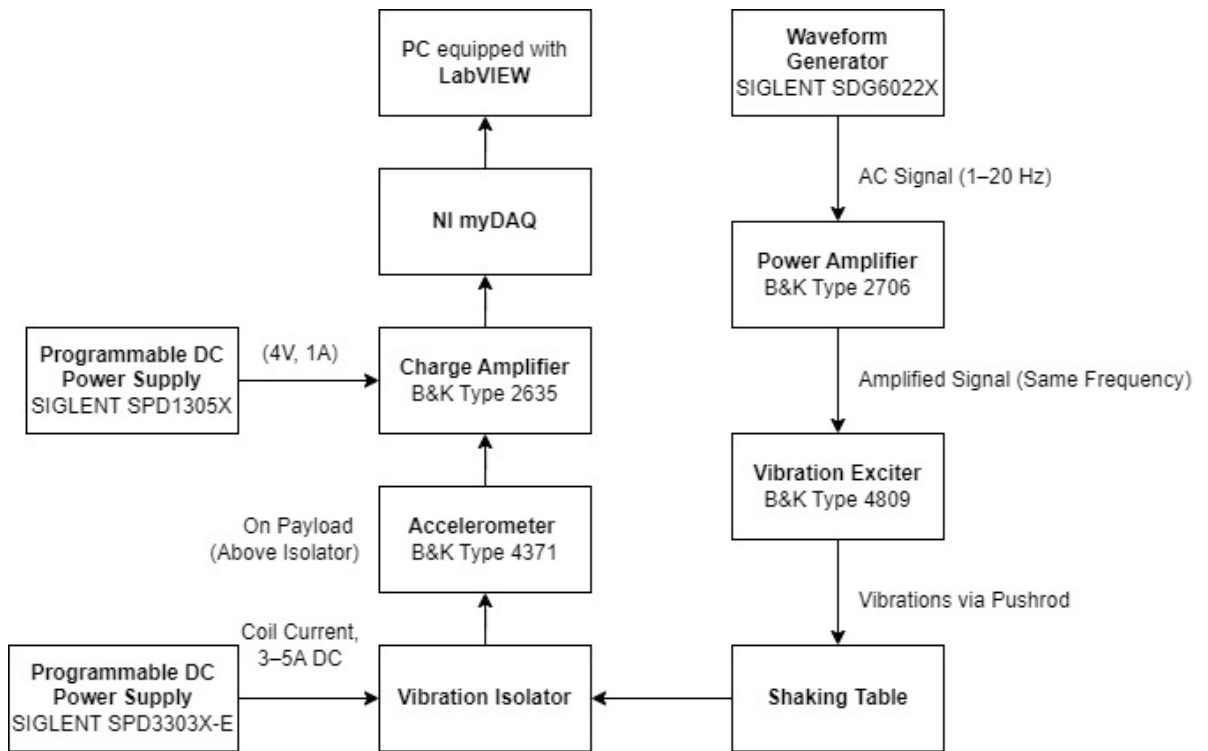 PC equipped with
LabVIEW
Waveform
Generator
SIGLENT SDG6022X
AC Signal (1–20 Hz)
NI myDAQ
Power Amplifier
B&K Type 2706
Programmable DC
Power Supply
SIGLENT SPD1305X
(4V, 1A)
Charge Amplifier
B&K Type 2635
Amplified Signal (Same Frequency)
Vibration Exciter
B&K Type 4809
On Payload
(Above Isolator)
Accelerometer
B&K Type 4371
Vibrations via Pushrod
Coil Current,
3–5A DC
Programmable DC
Power Supply
SIGLENT SPD3303X-E
Vibration Isolator
Shaking Table